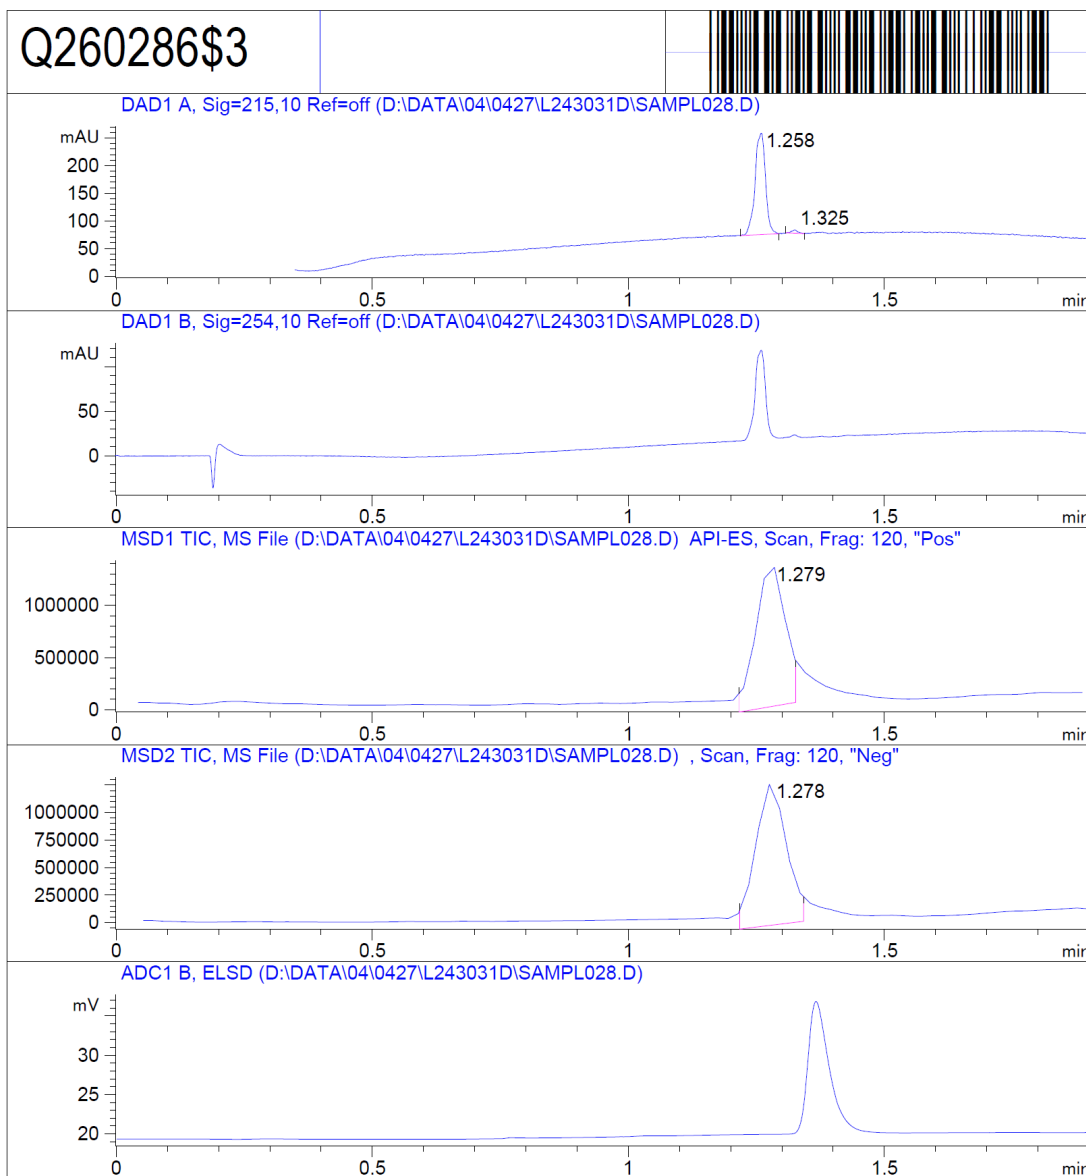 Q260286$3
DAD1 A, Sig=215,10 Ref=off (D:\DATA\04\0427\L243031D\SAMPL028.D)
mAU
200
150
100
50
0
1.258
1.325
0 0.5 1 1.5 min
DAD1 B, Sig=254,10 Ref=off (D:\DATA\04\0427\L243031D\SAMPL028.D)
mAU
50
0
0 0.5 1 1.5 min
MSD1 TIC, MS File (D:\DATA\04\0427\L243031D\SAMPL028.D) API-ES, Scan, Frag: 120, "Pos"
1000000
500000
0
1.279
0 0.5 1 1.5 min
MSD2 TIC, MS File (D:\DATA\04\0427\L243031D\SAMPL028.D) , Scan, Frag: 120, "Neg"
1000000
750000
500000
250000
0
1.278
0 0.5 1 1.5 min
ADC1 B, ELSD (D:\DATA\04\0427\L243031D\SAMPL028.D)
mV
30
25
20
0 0.5 1 1.5 min